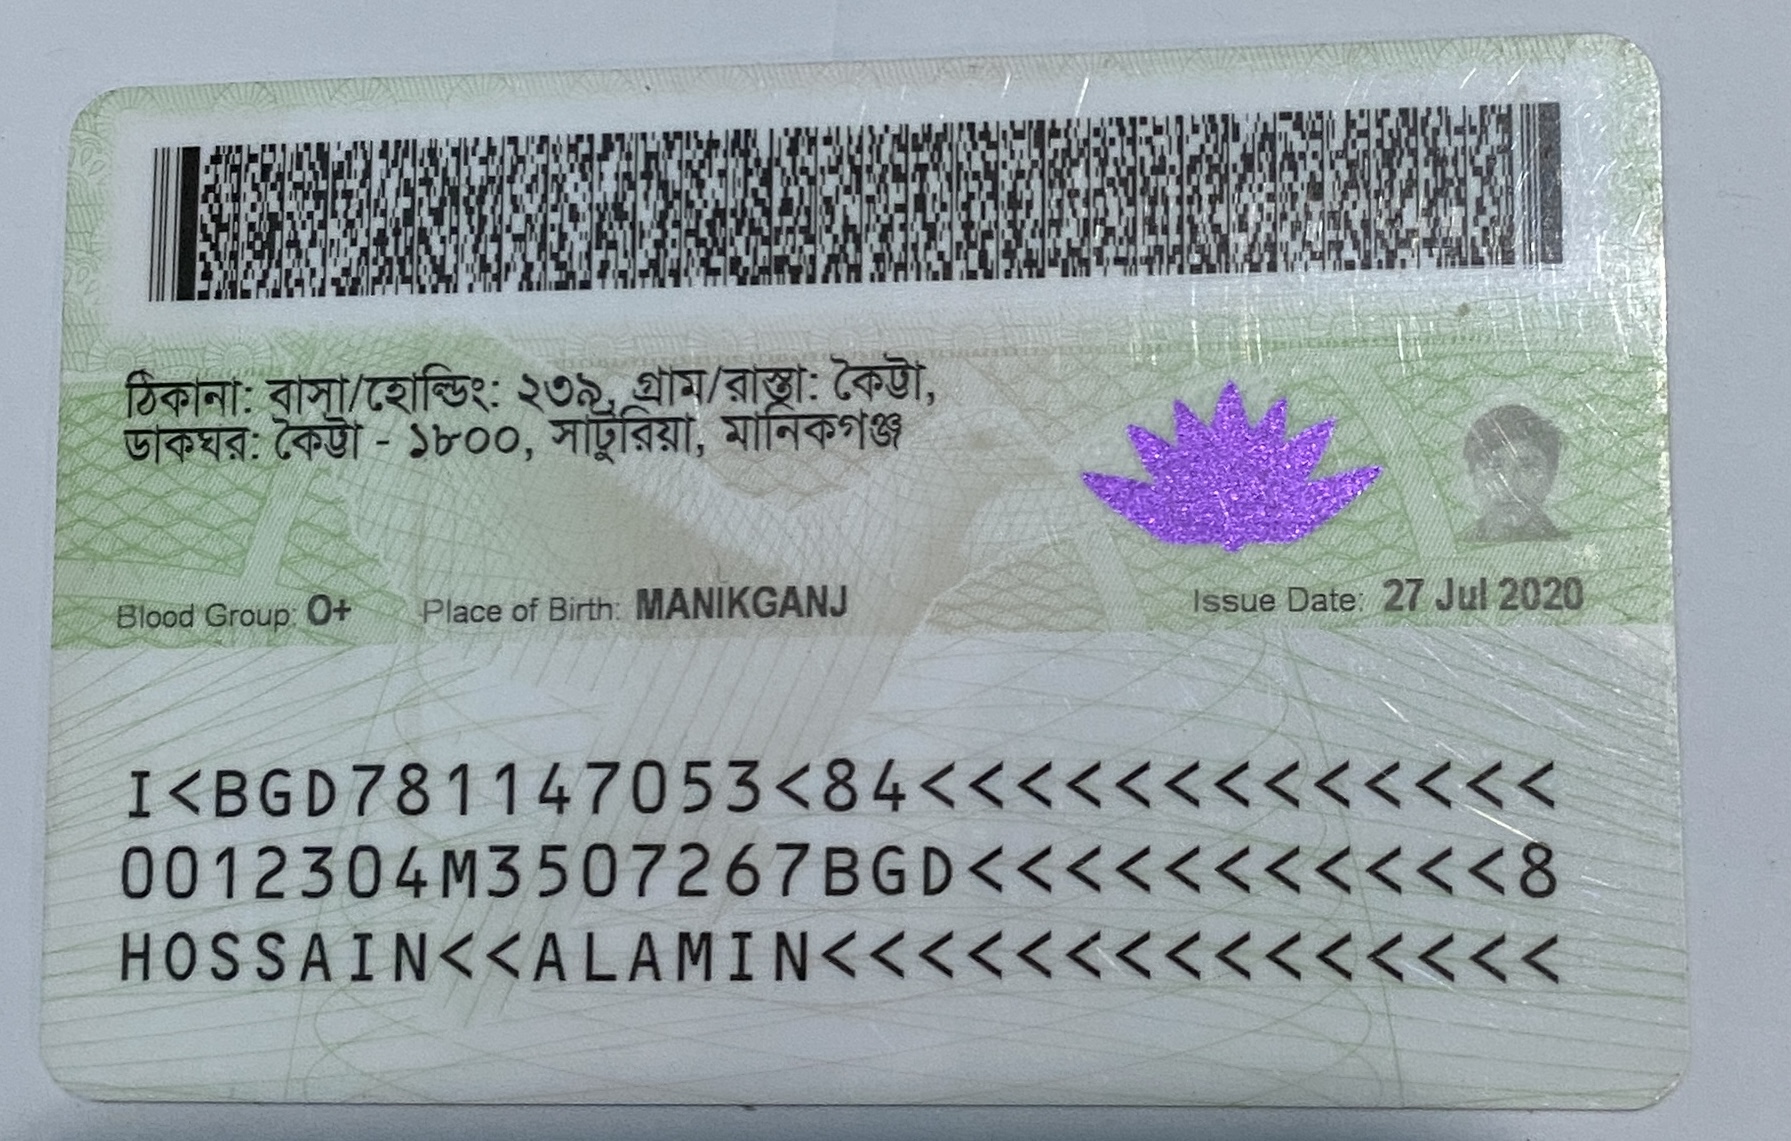 ঠিকানা: বাসা/হোল্ডিং: ২৩৯, গ্রাম/রাস্তা: কৈট্টা,
ডাকঘর: কৈট্টা - ১৮০০, সাটুরিয়া, মানিকগঞ্জ
Blood Group: O+ Place of Birth: MANIKGANJ Issue Date: 27 Jul 2020
I<BGD781147053<84<<<<<<<<<<<<<<
0012304M3507267BGD<<<<<<<<<<<<8
HOSSAIN<<ALAMIN<<<<<<<<<<<<<<<<